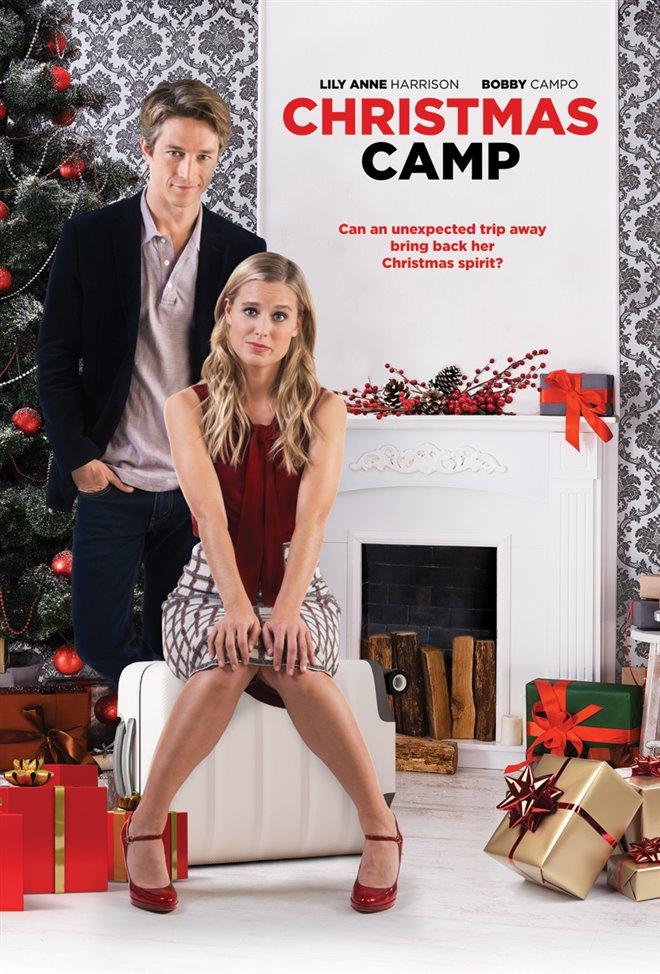 LILY ANNE HARRISON BOBBY CAMPO
CHRISTMAS
CAMP
Can an unexpected trip away
bring back her
Christmas spirit?